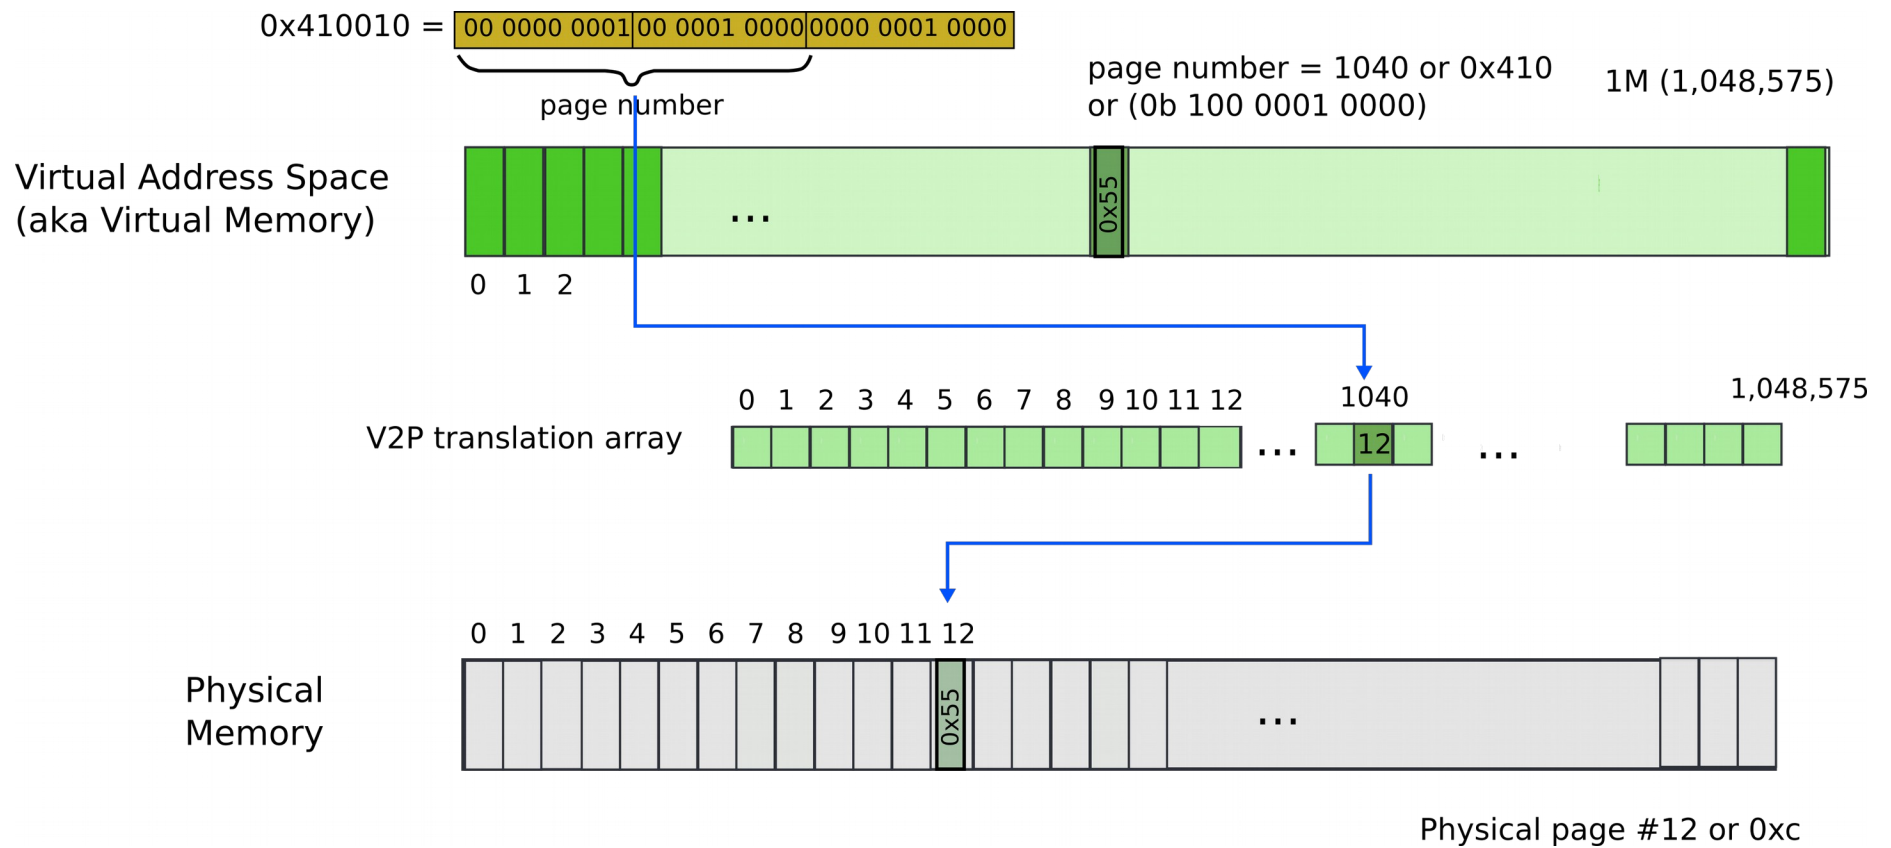 0x410010 = 00 0000 0001 00 0001 0000 0000 0001 0000
page number
page number = 1040 or 0x410
or (0b 100 0001 0000)
1M (1,048,575)
Virtual Address Space
(aka Virtual Memory)
...
0x55
0 1 2
0 1 2 3 4 5 6 7 8 9 10 11 12
1040
1,048,575
V2P translation array
...
12
...
0 1 2 3 4 5 6 7 8 9 10 11 12
Physical
Memory
0x55
...
Physical page #12 or 0xc